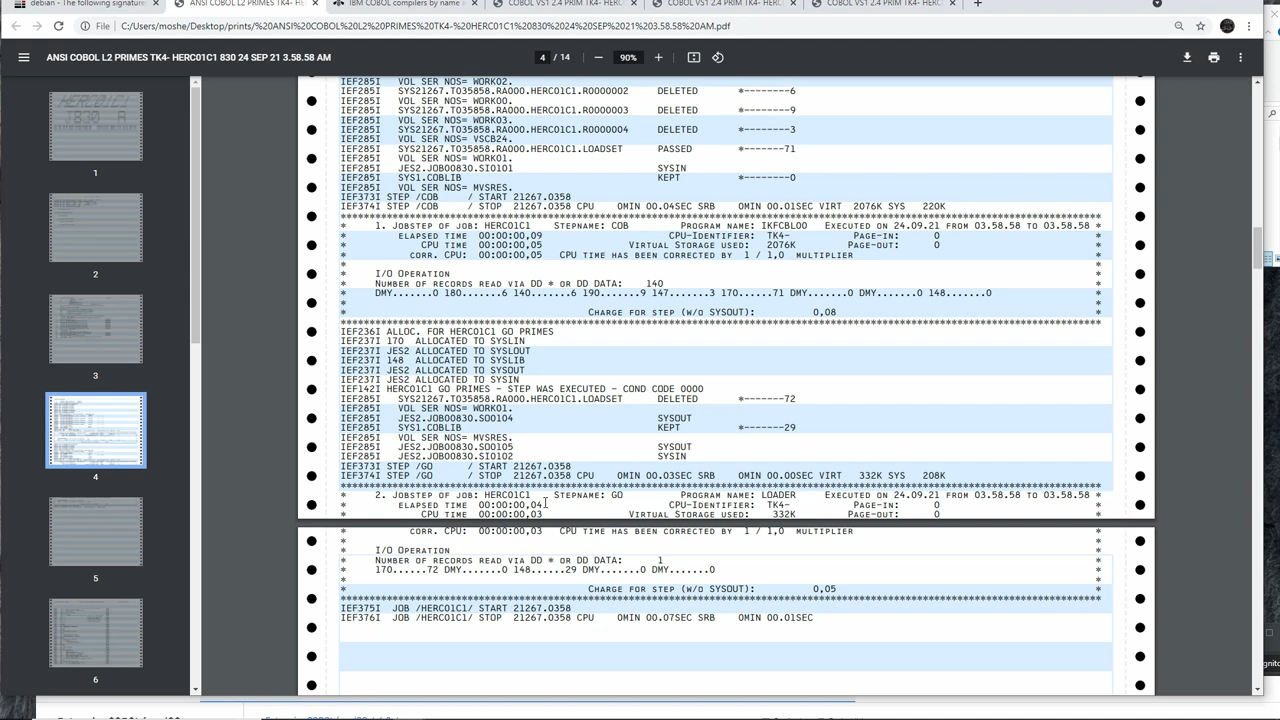 debian - The following signature
ANSI COBOL L2 PRIMES TK4- HERC
IBM COBOL compilers by name
COBOL VS1 2.4 PRIM TK4- HERC01
COBOL VS1 2.4 PRIM TK4- HERC01
COBOL VS1 2.4 PRIM TK4- HERC01
File C:/Users/moshe/Desktop/prints/%20ANSI%20COBOL%20L2%20PRIMES%20TK4-%20HERC01C1%20830%2024%20SEP%2021%203.58.58%20AM.pdf
ANSI COBOL L2 PRIMES TK4- HERC01C1 830 24 SEP 21 3.58.58 AM
4 / 14
90%
HERC01C1
J830 A
1
2
3
4
5
6
IEF285I VOL SER NOS= WORK02.
IEF285I SYS21267.T035858.RA000.HERC01C1.R0000002 DELETED *-------6
IEF285I VOL SER NOS= WORK00.
IEF285I SYS21267.T035858.RA000.HERC01C1.R0000003 DELETED *-------9
IEF285I VOL SER NOS= WORK03.
IEF285I SYS21267.T035858.RA000.HERC01C1.R0000004 DELETED *-------3
IEF285I VOL SER NOS= VSCB24.
IEF285I SYS21267.T035858.RA000.HERC01C1.LOADSET PASSED *------71
IEF285I VOL SER NOS= WORK01.
IEF285I JES2.JOB00830.SI0101 SYSIN
IEF285I SYS1.COBLIB KEPT *-------0
IEF285I VOL SER NOS= MVSRES.
IEF373I STEP /COB / START 21267.0358
IEF374I STEP /COB / STOP 21267.0358 CPU 0MIN 00.04SEC SRB 0MIN 00.01SEC VIRT 2076K SYS 220K
****************************************************************************************************
* 1. JOBSTEP OF JOB: HERC01C1 STEPNAME: COB PROGRAM NAME: IKFCBL00 EXECUTED ON 24.09.21 FROM 03.58.58 TO 03.58.58 *
* ELAPSED TIME 00:00:00,09 CPU-IDENTIFIER: TK4- PAGE-IN: 0 *
* CPU TIME 00:00:00,05 VIRTUAL STORAGE USED: 2076K PAGE-OUT: 0 *
* CORR. CPU: 00:00:00,05 CPU TIME HAS BEEN CORRECTED BY 1 / 1,0 MULTIPLIER *
* *
* I/O OPERATION *
* NUMBER OF RECORDS READ VIA DD * OR DD DATA: 140 *
* DMY.......0 180.......6 140.......6 190.......9 147.......3 170......71 DMY.......0 DMY.......0 148.......0 *
* *
* CHARGE FOR STEP (W/O SYSOUT): 0,08 *
****************************************************************************************************
IEF236I ALLOC. FOR HERC01C1 GO PRIMES
IEF237I 170 ALLOCATED TO SYSLIN
IEF237I JES2 ALLOCATED TO SYSLOUT
IEF237I 148 ALLOCATED TO SYSLIB
IEF237I JES2 ALLOCATED TO SYSOUT
IEF237I JES2 ALLOCATED TO SYSIN
IEF142I HERC01C1 GO PRIMES - STEP WAS EXECUTED - COND CODE 0000
IEF285I SYS21267.T035858.RA000.HERC01C1.LOADSET DELETED *------72
IEF285I VOL SER NOS= WORK01.
IEF285I JES2.JOB00830.SO0104 SYSOUT
IEF285I SYS1.COBLIB KEPT *------29
IEF285I VOL SER NOS= MVSRES.
IEF285I JES2.JOB00830.SO0105 SYSOUT
IEF285I JES2.JOB00830.SI0102 SYSIN
IEF373I STEP /GO / START 21267.0358
IEF374I STEP /GO / STOP 21267.0358 CPU 0MIN 00.03SEC SRB 0MIN 00.00SEC VIRT 332K SYS 208K
****************************************************************************************************
* 2. JOBSTEP OF JOB: HERC01C1 STEPNAME: GO PROGRAM NAME: LOADER EXECUTED ON 24.09.21 FROM 03.58.58 TO 03.58.58 *
* ELAPSED TIME 00:00:00,04 CPU-IDENTIFIER: TK4- PAGE-IN: 0 *
* CPU TIME 00:00:00,03 VIRTUAL STORAGE USED: 332K PAGE-OUT: 0 *
* CORR. CPU: 00:00:00,03 CPU TIME HAS BEEN CORRECTED BY 1 / 1,0 MULTIPLIER *
* *
* I/O OPERATION *
* NUMBER OF RECORDS READ VIA DD * OR DD DATA: 1 *
* 170......72 DMY.......0 148......29 DMY.......0 DMY.......0 *
* *
* CHARGE FOR STEP (W/O SYSOUT): 0,05 *
****************************************************************************************************
IEF375I JOB /HERC01C1/ START 21267.0358
IEF376I JOB /HERC01C1/ STOP 21267.0358 CPU 0MIN 00.07SEC SRB 0MIN 00.01SEC